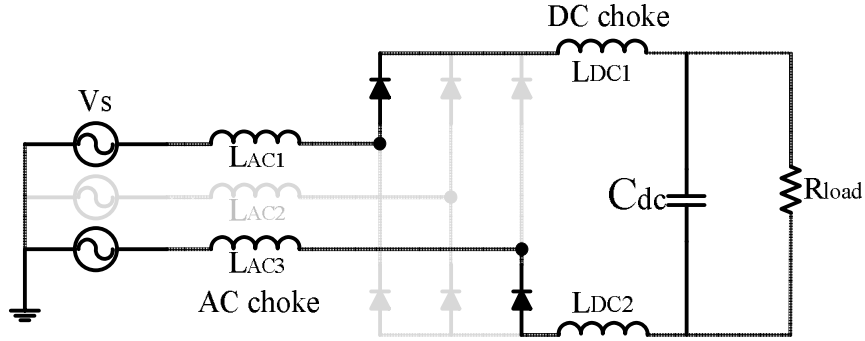 DC choke
LDC1
Vs
LAC1
LAC2
Cdc
Rload
LAC3
AC choke
LDC2